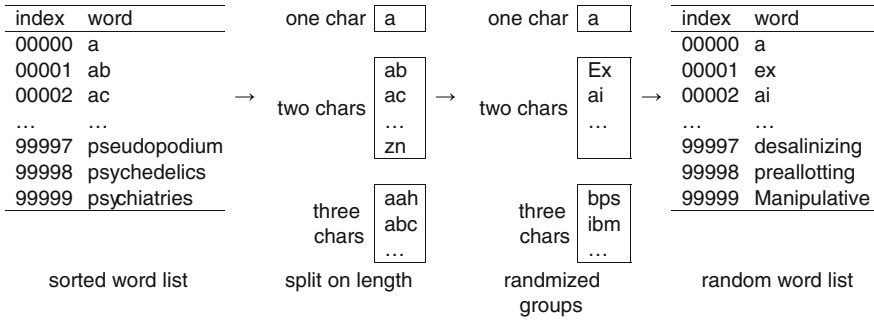 index word
00000 a
00001 ab
00002 ac
... ...
99997 pseudopodium
99998 psychedelics
99999 psychiatries
sorted word list
→
one char a
two chars
ab
ac
...
zn
three
chars
aah
abc
...
split on length
→
one char a
two chars
Ex
ai
...
three
chars
bps
ibm
...
randmized
groups
→
index word
00000 a
00001 ex
00002 ai
... ...
99997 desalinizing
99998 preallotting
99999 Manipulative
random word list